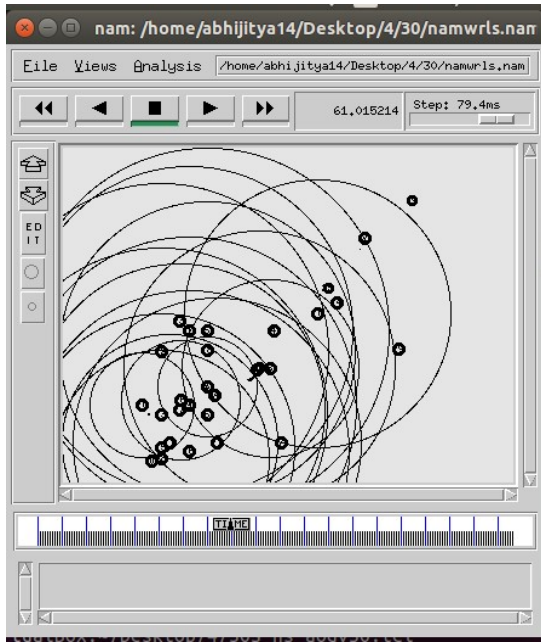 nam: /home/abhijitya14/Desktop/4/30/namwrls.nam
File Views Analysis /home/abhijitya14/Desktop/4/30/namwrls.nam
61.015214 Step: 79.4ms
ED
IT
TIME